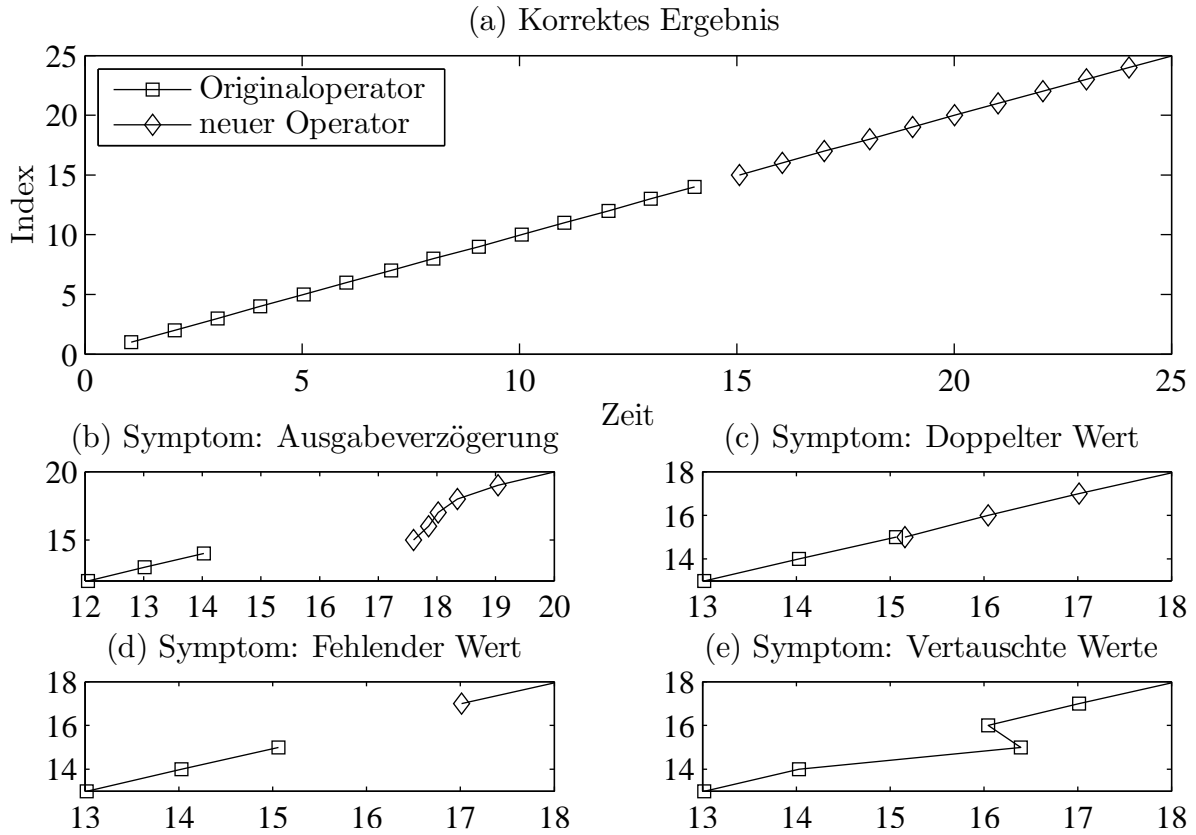 (a) Korrektes Ergebnis
25
20
15
10
5
0
Index
Originaloperator
neuer Operator
0 5 10 15 20 25
Zeit
(b) Symptom: Ausgabeverzögerung
20
15
12 13 14 15 16 17 18 19 20
(c) Symptom: Doppelter Wert
18
16
14
13 14 15 16 17 18
(d) Symptom: Fehlender Wert
18
16
14
13 14 15 16 17 18
(e) Symptom: Vertauschte Werte
18
16
14
13 14 15 16 17 18